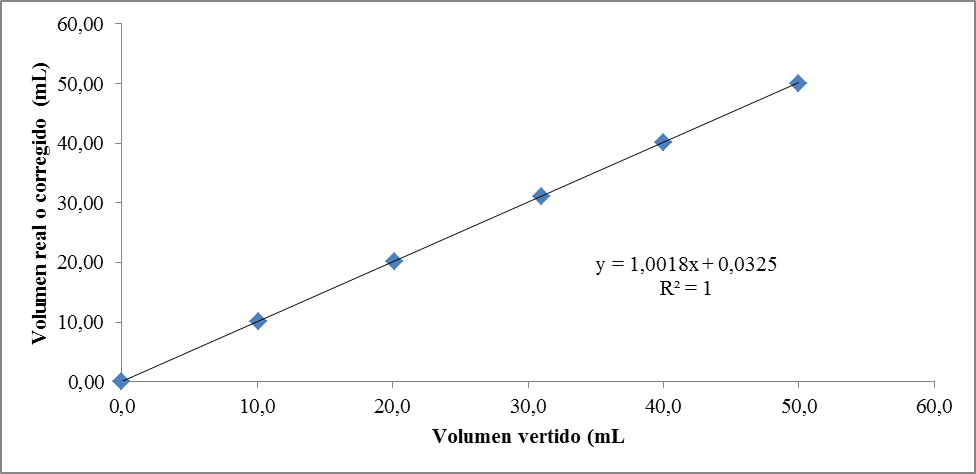 60,00
50,00
40,00
30,00
20,00
10,00
0,00
Volumen real o corregido (mL)
y = 1,0018x + 0,0325
R² = 1
0,0 10,0 20,0 30,0 40,0 50,0 60,0
Volumen vertido (mL